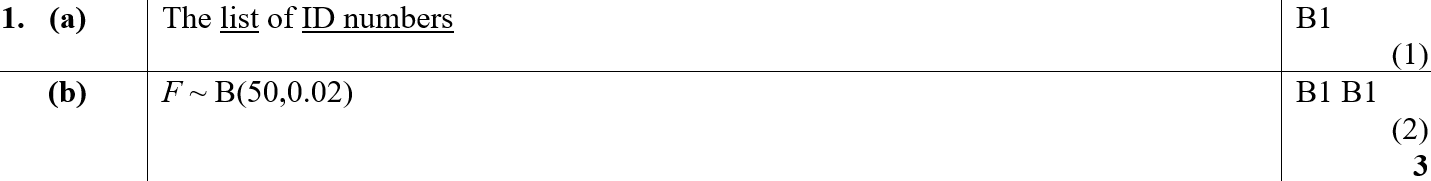 1. (a) The list of ID numbers B1
(1)
(b) F ~ B(50,0.02) B1 B1
(2)
3